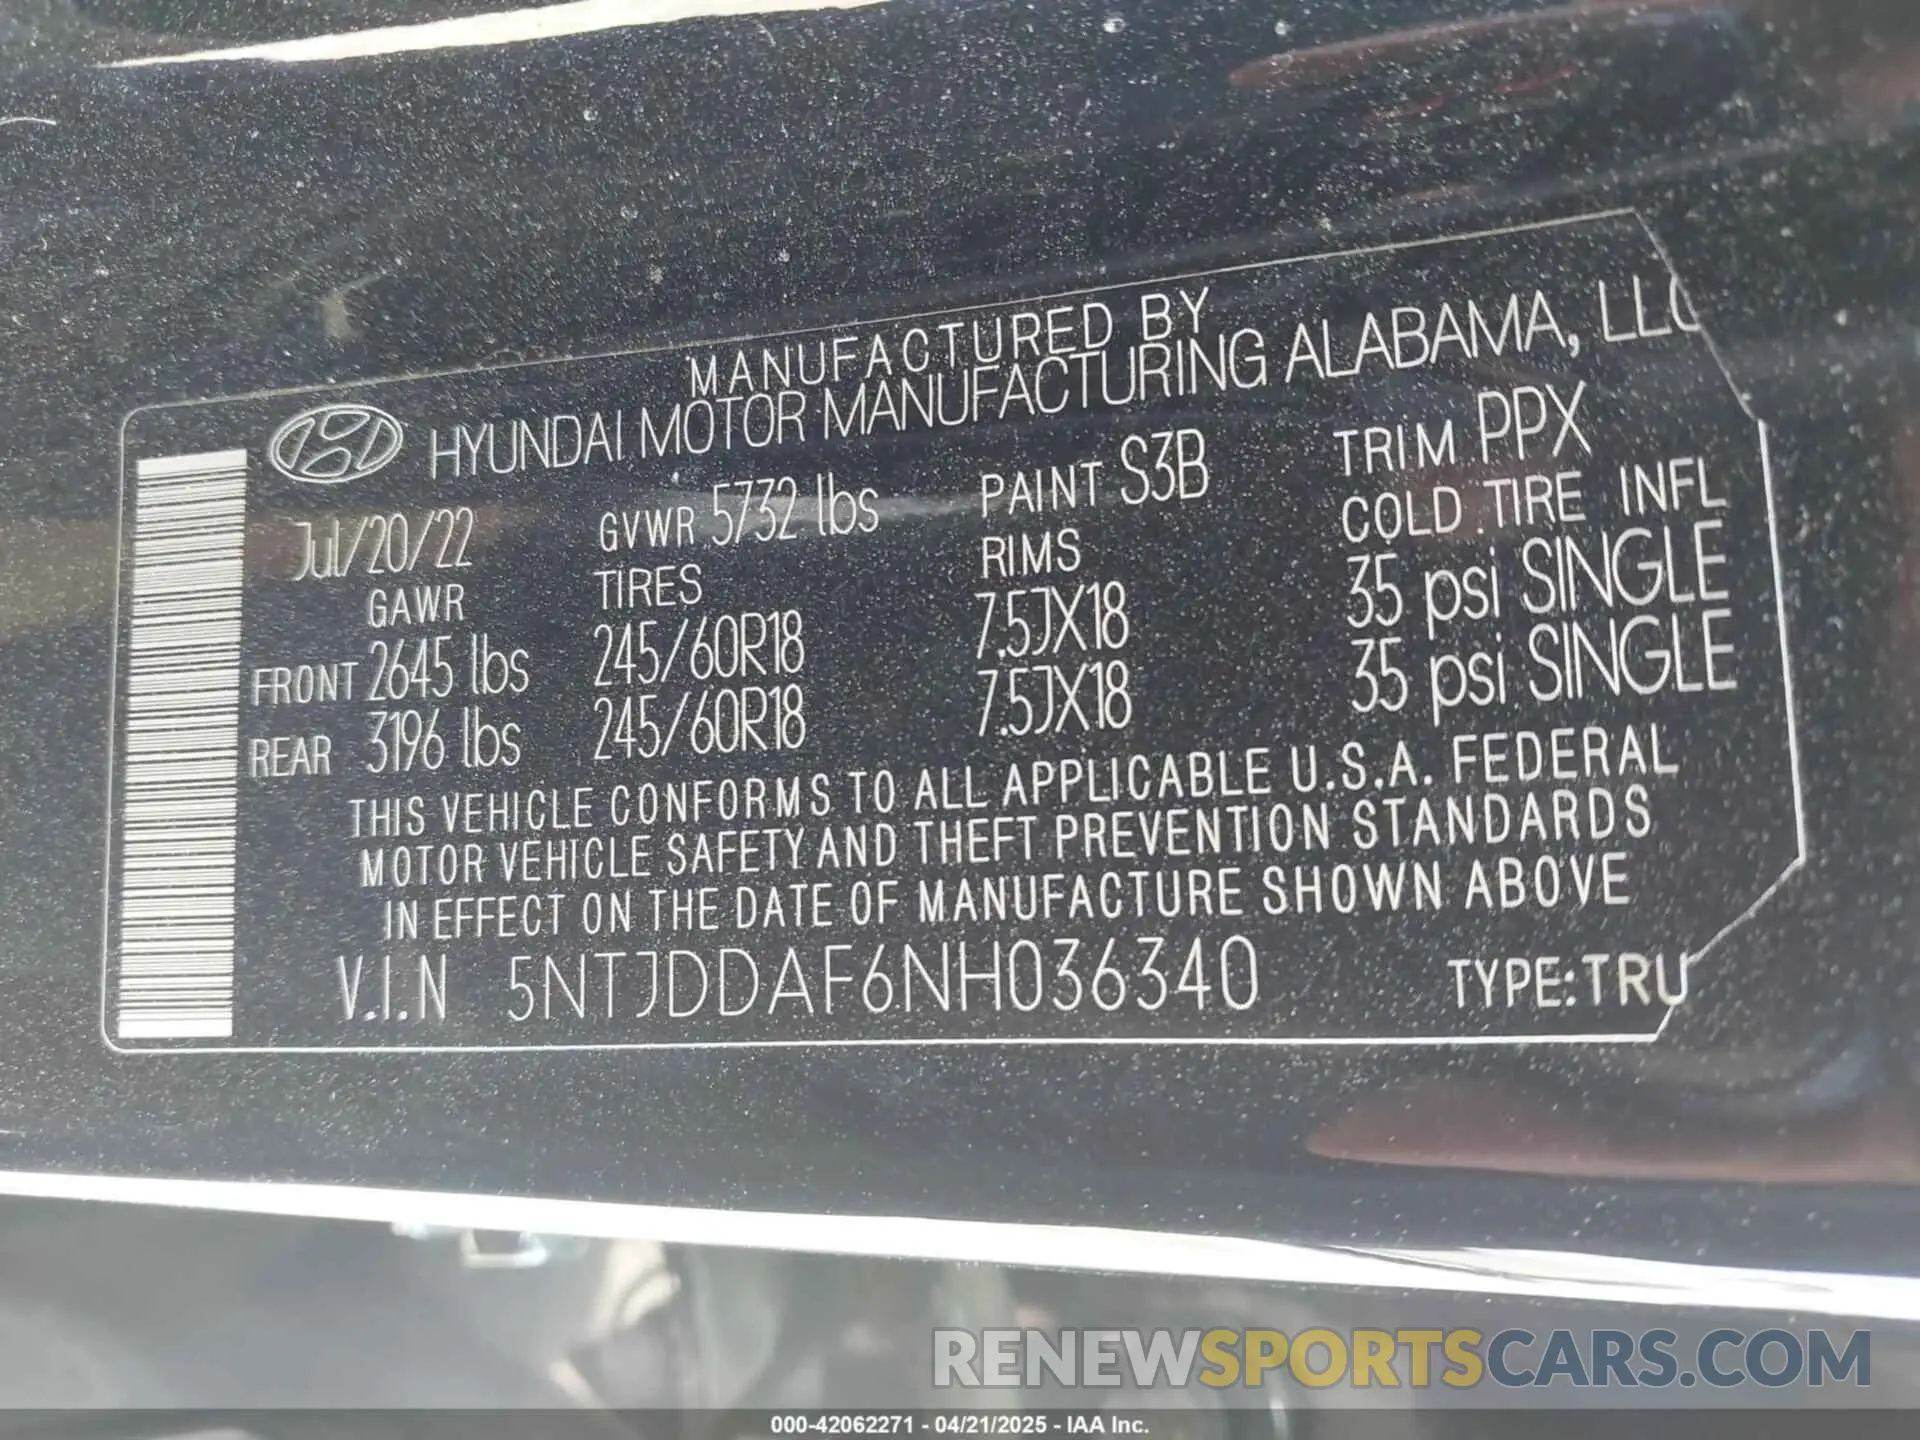 MANUFACTURED BY
HYUNDAI MOTOR MANUFACTURING ALABAMA, LLC
Jul/20/22 GVWR 5732 lbs PAINT S3B TRIM PPX
GAWR TIRES RIMS COLD TIRE INFL
FRONT 2645 lbs 245/60R18 7.5JX18 35 psi SINGLE
REAR 3196 lbs 245/60R18 7.5JX18 35 psi SINGLE
THIS VEHICLE CONFORMS TO ALL APPLICABLE U.S.A. FEDERAL
MOTOR VEHICLE SAFETY AND THEFT PREVENTION STANDARDS
IN EFFECT ON THE DATE OF MANUFACTURE SHOWN ABOVE
V.I.N 5NTJDDAF6NH036340 TYPE:TRU
RENEWSPORTSCARS.COM
000-42062271 - 04/21/2025 - IAA Inc.